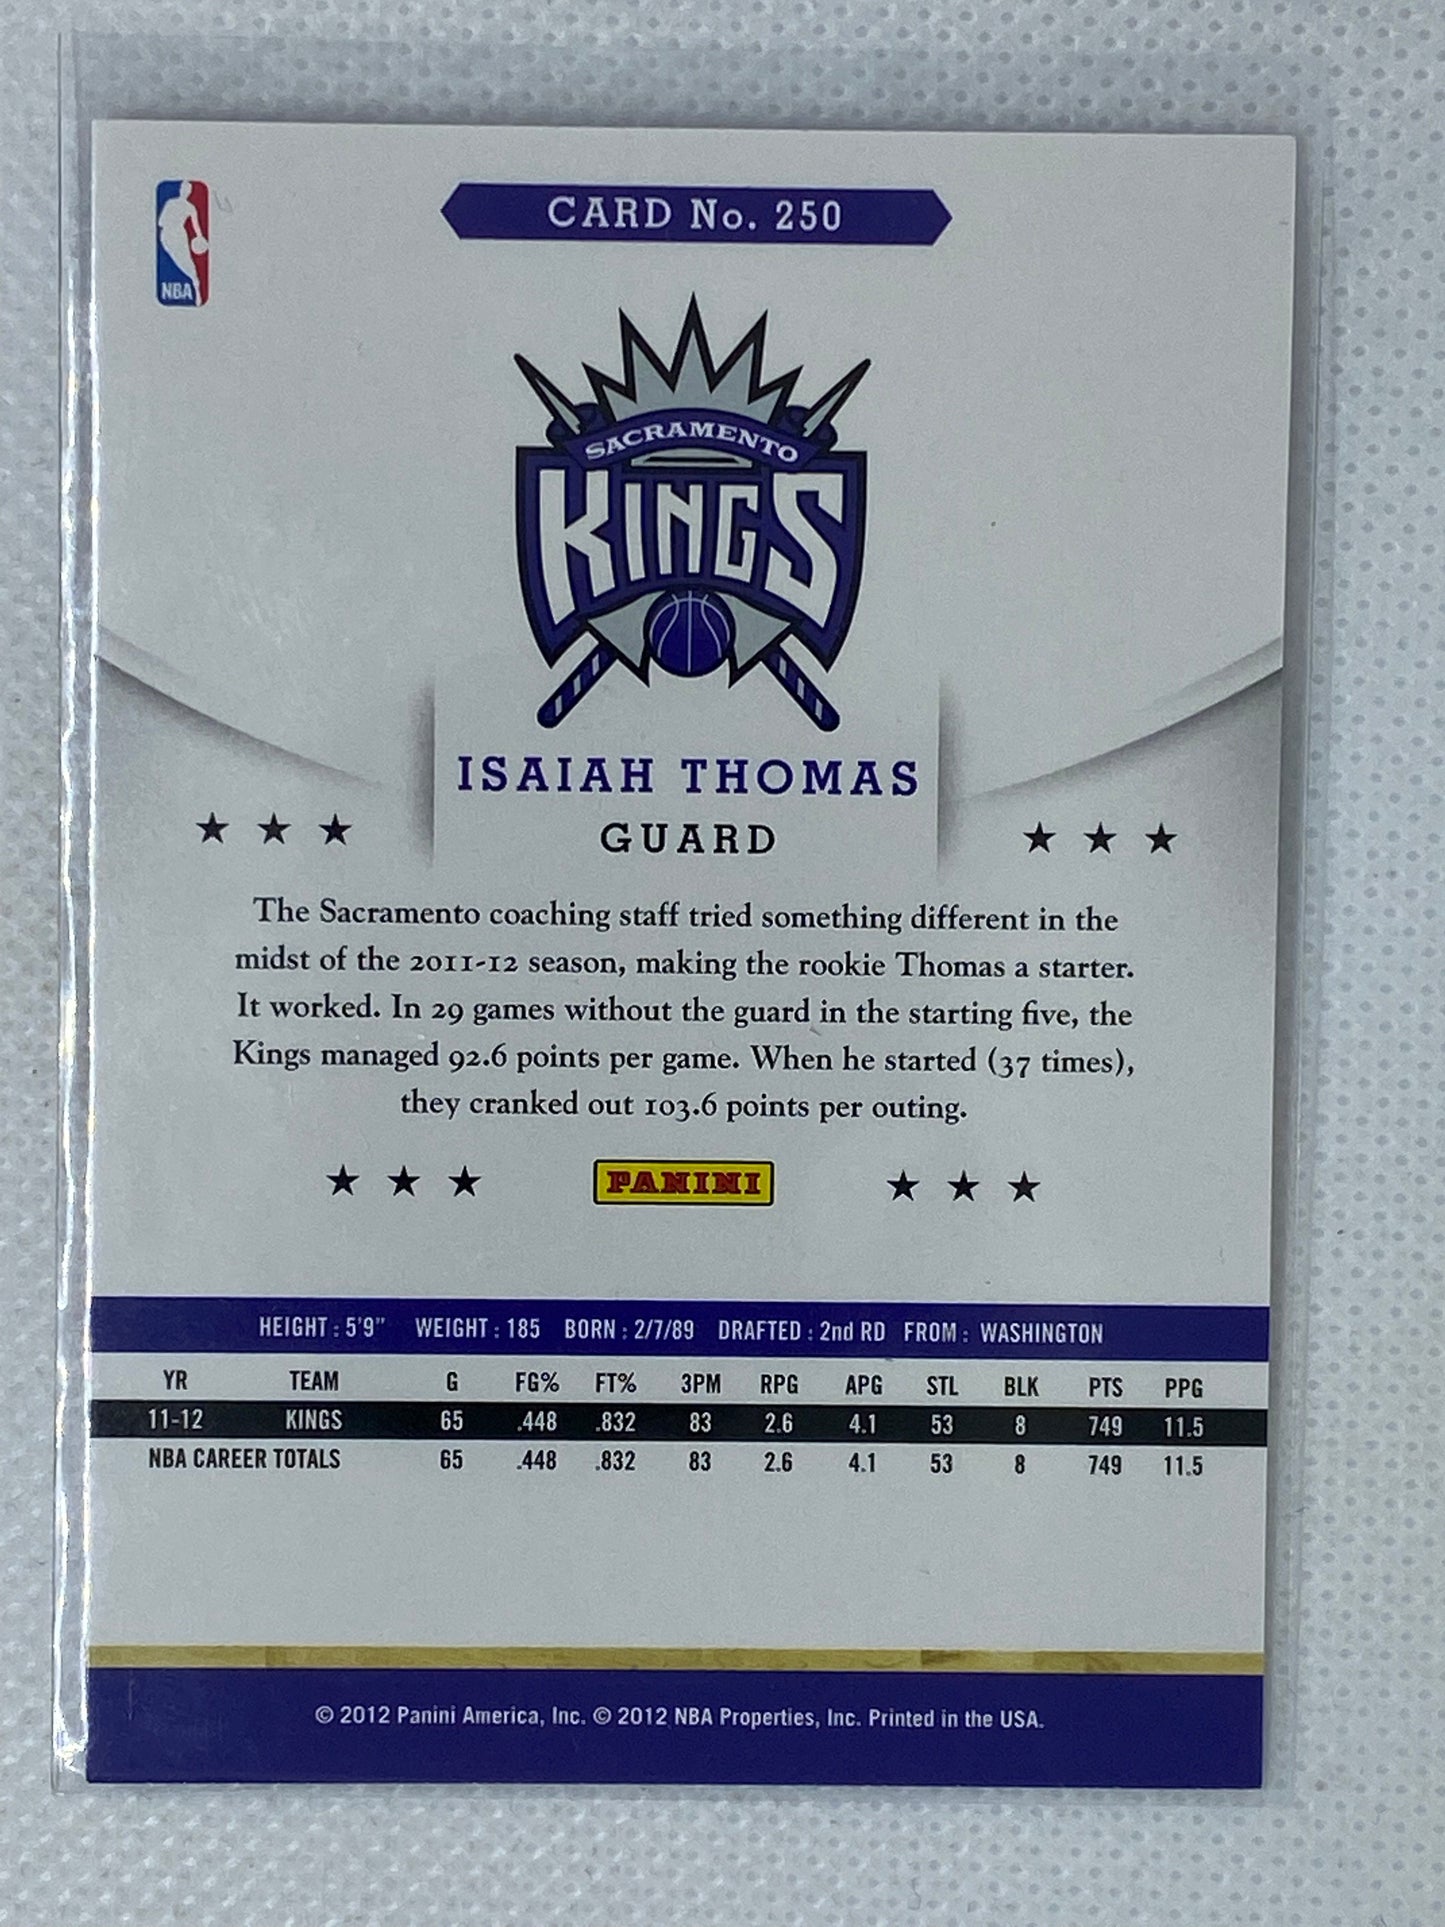 CARD No. 250
NBA
SACRAMENTO
KINGS
ISAIAH THOMAS
GUARD
The Sacramento coaching staff tried something different in the
midst of the 2011-12 season, making the rookie Thomas a starter.
It worked. In 29 games without the guard in the starting five, the
Kings managed 92.6 points per game. When he started (37 times),
they cranked out 103.6 points per outing.
PANINI
HEIGHT : 5'9" WEIGHT : 185 BORN : 2/7/89 DRAFTED : 2nd RD FROM : WASHINGTON
YR TEAM G FG% FT% 3PM RPG APG STL BLK PTS PPG
11-12 KINGS 65 .448 .832 83 2.6 4.1 53 8 749 11.5
NBA CAREER TOTALS 65 .448 .832 83 2.6 4.1 53 8 749 11.5
© 2012 Panini America, Inc. © 2012 NBA Properties, Inc. Printed in the USA.